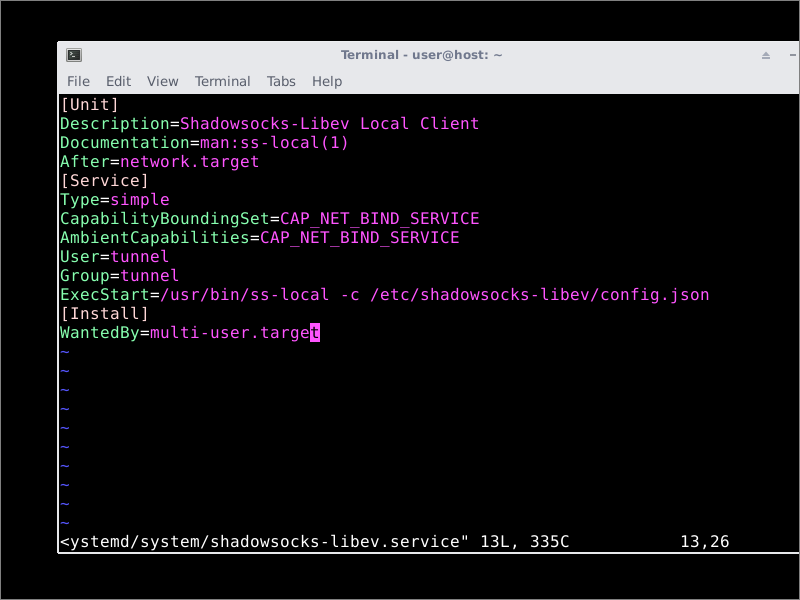 Terminal - user@host: ~
File Edit View Terminal Tabs Help
[Unit]
Description=Shadowsocks-Libev Local Client
Documentation=man:ss-local(1)
After=network.target
[Service]
Type=simple
CapabilityBoundingSet=CAP_NET_BIND_SERVICE
AmbientCapabilities=CAP_NET_BIND_SERVICE
User=tunnel
Group=tunnel
ExecStart=/usr/bin/ss-local -c /etc/shadowsocks-libev/config.json
[Install]
WantedBy=multi-user.target
~
~
~
~
~
~
~
~
~
~
<ystemd/system/shadowsocks-libev.service" 13L, 335C 13,26